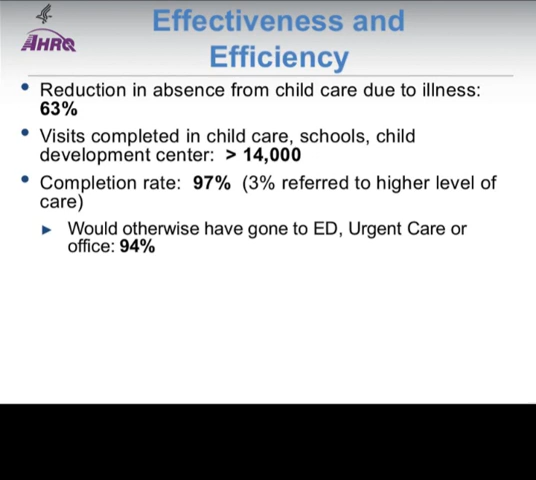 AHRQ
Effectiveness and
Efficiency
• Reduction in absence from child care due to illness:
63%
• Visits completed in child care, schools, child
development center: > 14,000
• Completion rate: 97% (3% referred to higher level of
care)
► Would otherwise have gone to ED, Urgent Care or
office: 94%